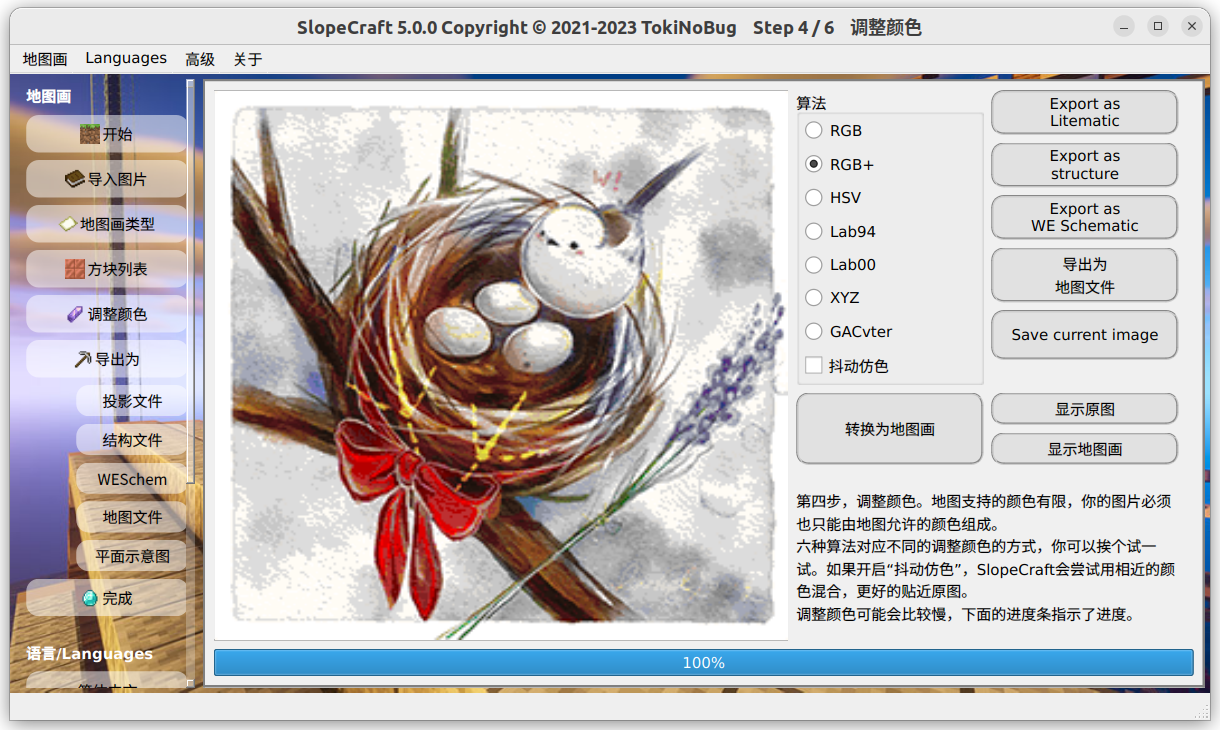 SlopeCraft 5.0.0 Copyright © 2021-2023 TokiNoBug Step 4 / 6 调整颜色
地图画 Languages 高级 关于
地图画
开始
导入图片
地图画类型
方块列表
调整颜色
导出为
投影文件
结构文件
WESchem
地图文件
平面示意图
完成
语言/Languages
W!
算法
RGB
RGB+
HSV
Lab94
Lab00
XYZ
GACvter
抖动仿色
转换为地图画
Export as
Litematic
Export as
structure
Export as
WE Schematic
导出为
地图文件
Save current image
显示原图
显示地图画
第四步，调整颜色。地图支持的颜色有限，你的图片必须
也只能由地图允许的颜色组成。
六种算法对应不同的调整颜色的方式，你可以挨个试一
试。如果开启“抖动仿色”，SlopeCraft会尝试用相近的颜
色混合，更好的贴近原图。
调整颜色可能会比较慢，下面的进度条指示了进度。
100%